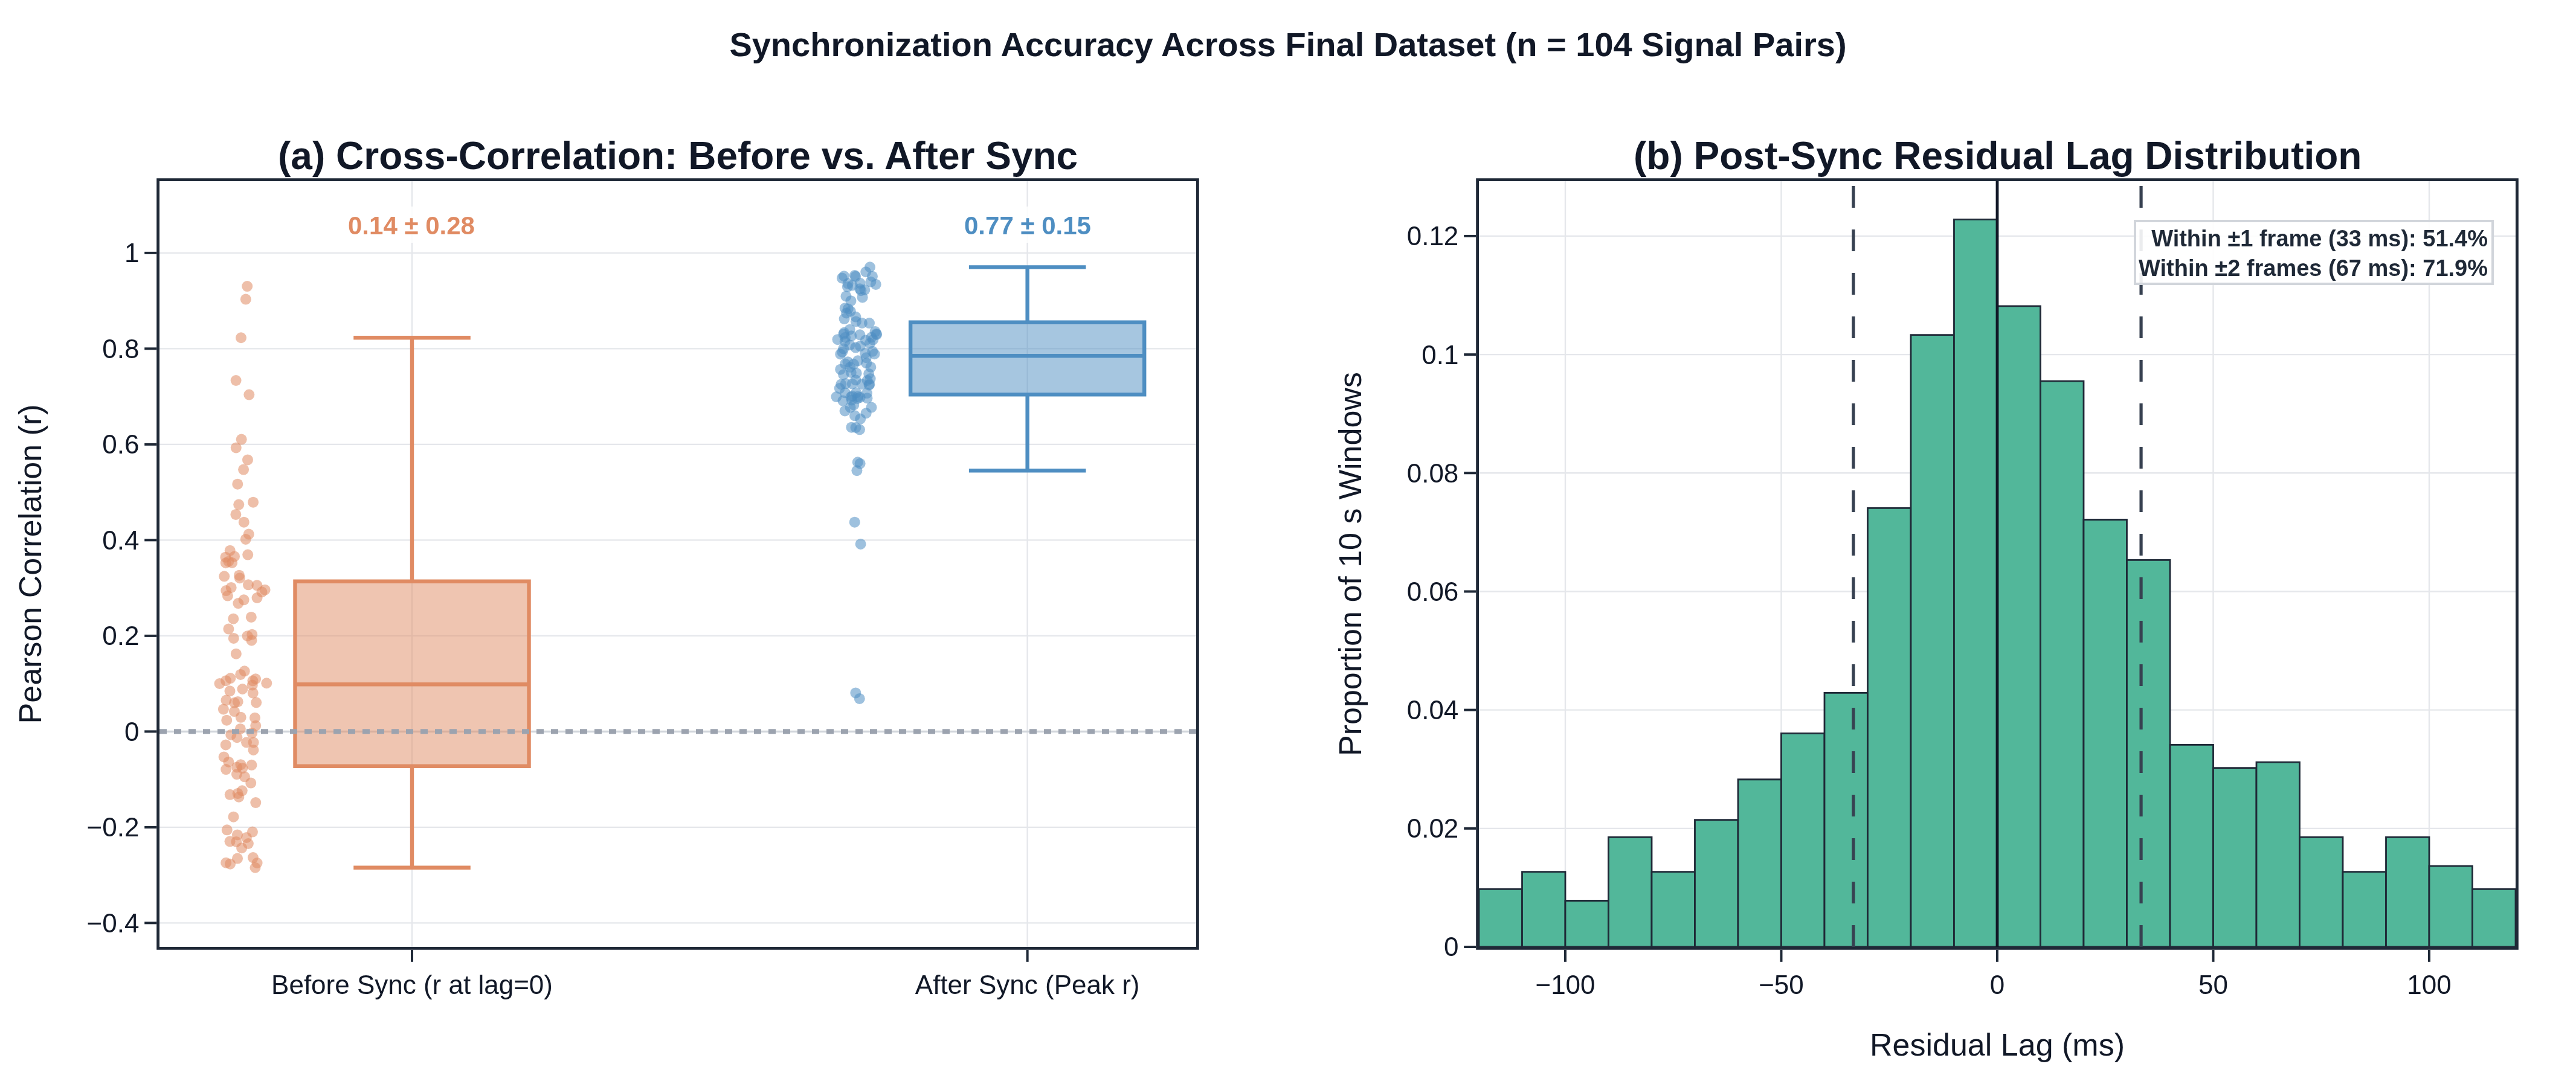 Synchronization Accuracy Across Final Dataset (n = 104 Signal Pairs)
(a) Cross-Correlation: Before vs. After Sync
0.14 ± 0.28
0.77 ± 0.15
Pearson Correlation (r)
1
0.8
0.6
0.4
0.2
0
−0.2
−0.4
Before Sync (r at lag=0)
After Sync (Peak r)
(b) Post-Sync Residual Lag Distribution
Within ±1 frame (33 ms): 51.4%
Within ±2 frames (67 ms): 71.9%
Proportion of 10 s Windows
0.12
0.1
0.08
0.06
0.04
0.02
0
−100
−50
0
50
100
Residual Lag (ms)